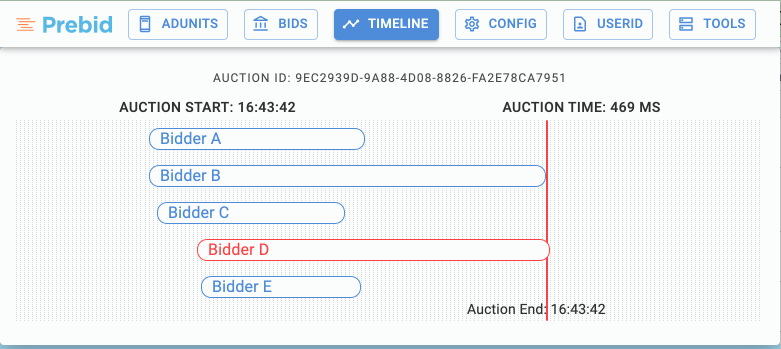 Prebid ADUNITS BIDS TIMELINE CONFIG USERID TOOLS
AUCTION ID: 9EC2939D-9A88-4D08-8826-FA2E78CA7951
AUCTION START: 16:43:42 AUCTION TIME: 469 MS
Bidder A
Bidder B
Bidder C
Bidder D
Bidder E
Auction End: 16:43:42